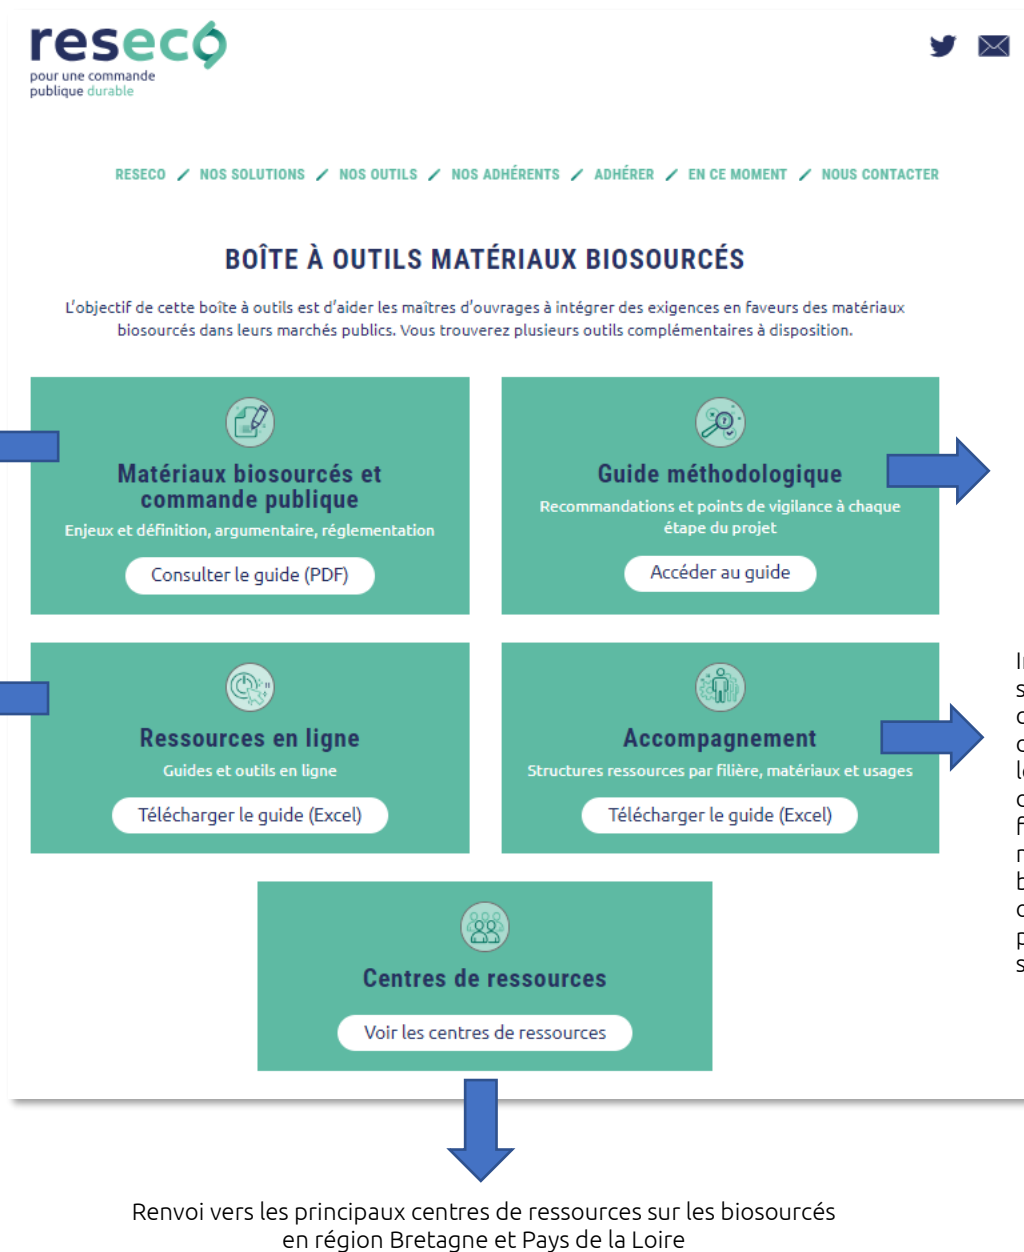 reseco
pour une commande
publique durable
RESECO / NOS SOLUTIONS / NOS OUTILS / NOS ADHÉRENTS / ADHÉRER / EN CE MOMENT / NOUS CONTACTER
BOÎTE À OUTILS MATÉRIAUX BIOSOURCÉS
L'objectif de cette boîte à outils est d'aider les maîtres d'ouvrages à intégrer des exigences en faveurs des matériaux
biosourcés dans leurs marchés publics. Vous trouverez plusieurs outils complémentaires à disposition.
Matériaux biosourcés et
commande publique
Enjeux et définition, argumentaire, réglementation
Consulter le guide (PDF)
Guide méthodologique
Recommandations et points de vigilance à chaque
étape du projet
Accéder au guide
Ressources en ligne
Guides et outils en ligne
Télécharger le guide (Excel)
Accompagnement
Structures ressources par filière, matériaux et usages
Télécharger le guide (Excel)
Centres de ressources
Voir les centres de ressources
Renvoi vers les principaux centres de ressources sur les biosourcés
en région Bretagne et Pays de la Loire